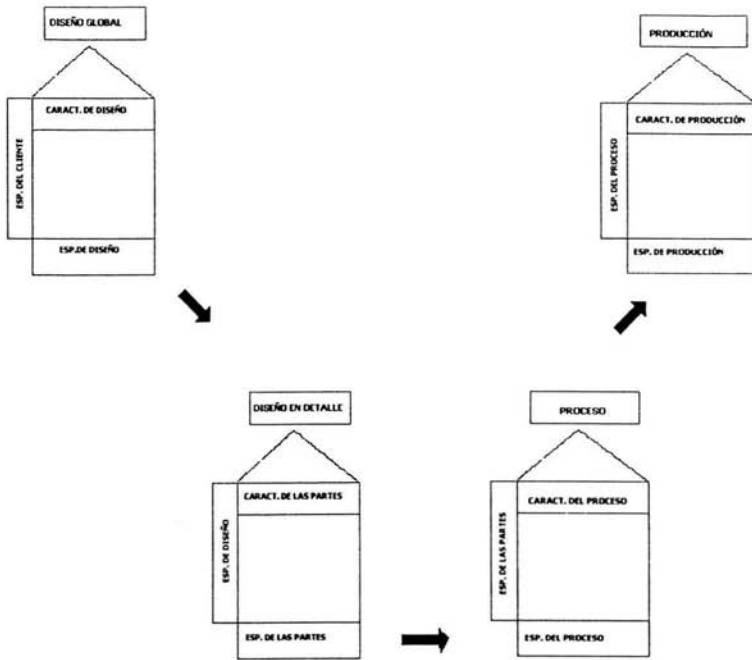 DISEÑO GLOBAL
CARACT. DE DISEÑO
ESP. DEL CLIENTE
ESP.DE DISEÑO
DISEÑO EN DETALLE
CARACT. DE LAS PARTES
ESP. DE DISEÑO
ESP. DE LAS PARTES
PROCESO
CARACT. DEL PROCESO
ESP. DE LAS PARTES
ESP. DEL PROCESO
PRODUCCIÓN
CARACT. DE PRODUCCIÓN
ESP. DEL PROCESO
ESP. DE PRODUCCIÓN